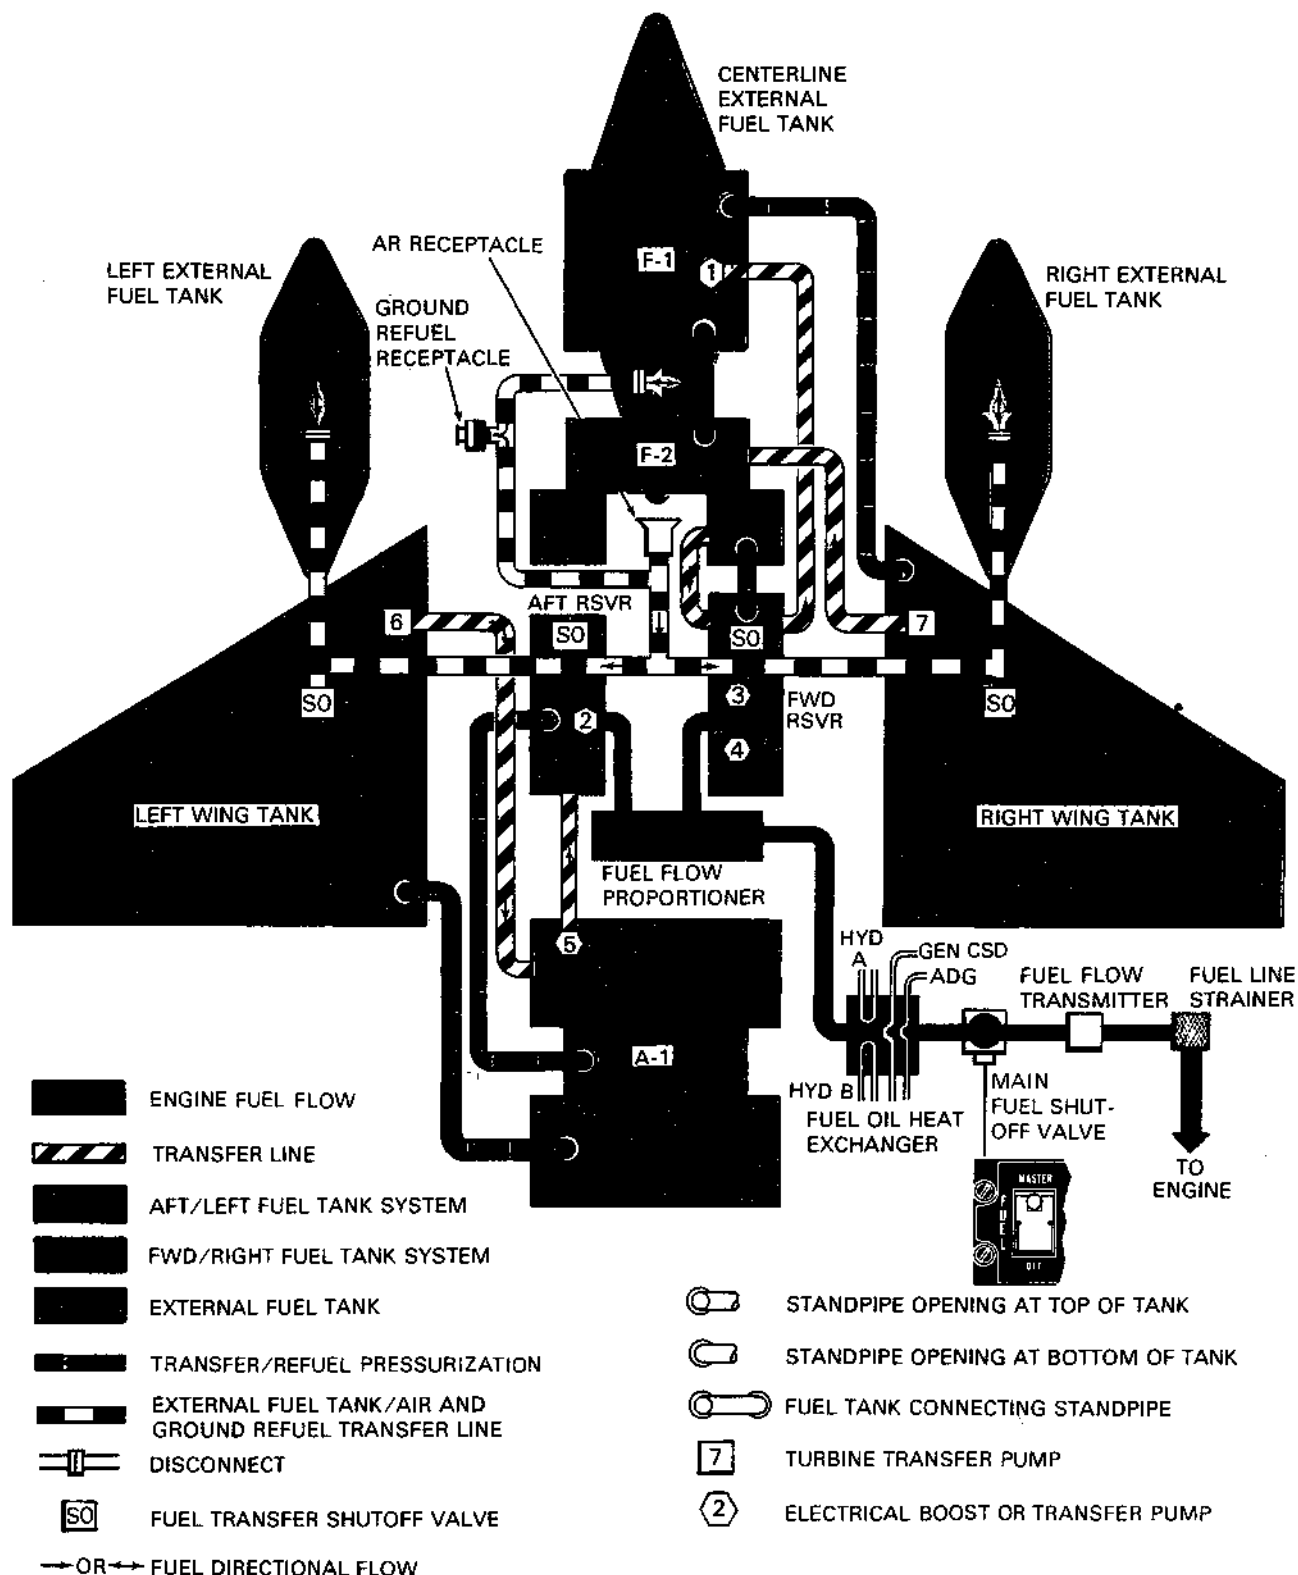 CENTERLINE
EXTERNAL
FUEL TANK
AR RECEPTACLE
LEFT EXTERNAL
FUEL TANK
GROUND
REFUEL
RECEPTACLE
F-1
1
RIGHT EXTERNAL
FUEL TANK
F-2
AFT RSVR
6
SO
SO
7
SO
3
FWD
RSVR
SO
2
4
LEFT WING TANK
RIGHT WING TANK
FUEL FLOW
PROPORTIONER
5
HYD
A
GEN CSD
ADG
FUEL FLOW
TRANSMITTER
FUEL LINE
STRAINER
A-1
HYD B
FUEL OIL HEAT
EXCHANGER
MAIN
FUEL SHUT-
OFF VALVE
TO
ENGINE
MASTER
FUEL
OFF
ENGINE FUEL FLOW
TRANSFER LINE
AFT/LEFT FUEL TANK SYSTEM
FWD/RIGHT FUEL TANK SYSTEM
EXTERNAL FUEL TANK
TRANSFER/REFUEL PRESSURIZATION
EXTERNAL FUEL TANK/AIR AND
GROUND REFUEL TRANSFER LINE
DISCONNECT
SO FUEL TRANSFER SHUTOFF VALVE
OR FUEL DIRECTIONAL FLOW
STANDPIPE OPENING AT TOP OF TANK
STANDPIPE OPENING AT BOTTOM OF TANK
FUEL TANK CONNECTING STANDPIPE
7 TURBINE TRANSFER PUMP
2 ELECTRICAL BOOST OR TRANSFER PUMP